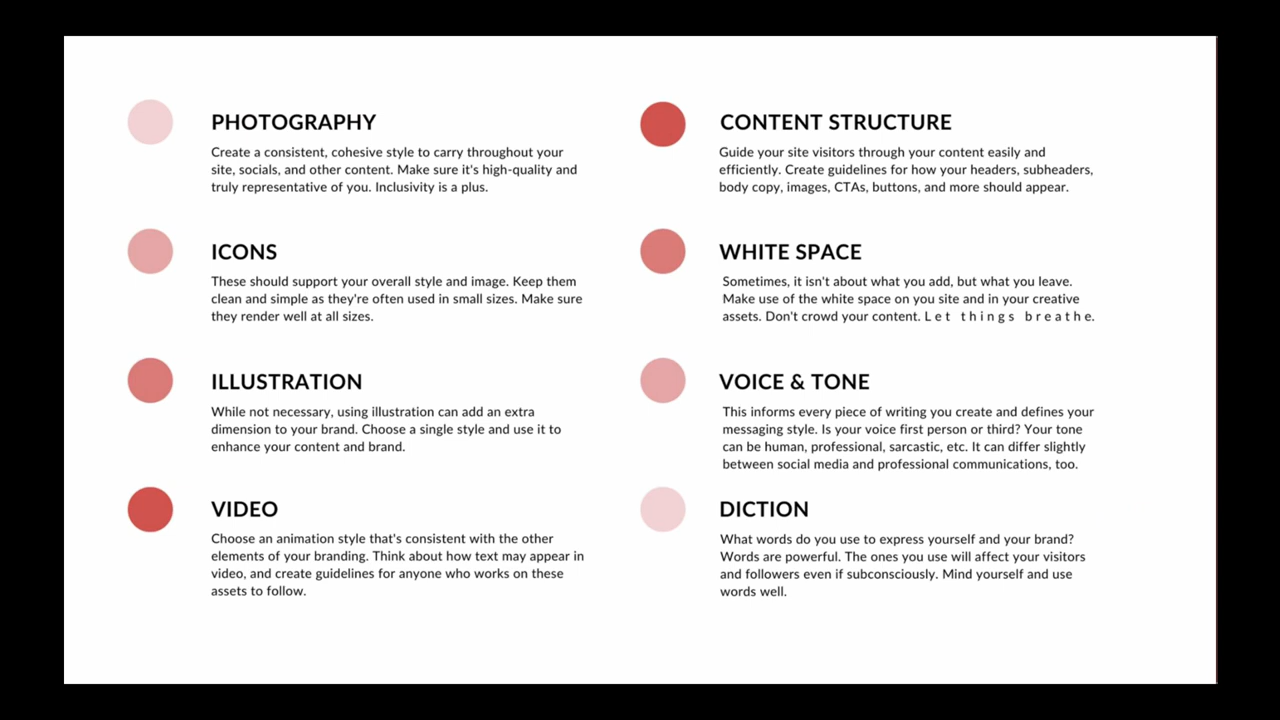 PHOTOGRAPHY
Create a consistent, cohesive style to carry throughout your
site, socials, and other content. Make sure it's high-quality and
truly representative of you. Inclusivity is a plus.
ICONS
These should support your overall style and image. Keep them
clean and simple as they're often used in small sizes. Make sure
they render well at all sizes.
ILLUSTRATION
While not necessary, using illustration can add an extra
dimension to your brand. Choose a single style and use it to
enhance your content and brand.
VIDEO
Choose an animation style that's consistent with the other
elements of your branding. Think about how text may appear in
video, and create guidelines for anyone who works on these
assets to follow.
CONTENT STRUCTURE
Guide your site visitors through your content easily and
efficiently. Create guidelines for how your headers, subheaders,
body copy, images, CTAs, buttons, and more should appear.
WHITE SPACE
Sometimes, it isn't about what you add, but what you leave.
Make use of the white space on you site and in your creative
assets. Don't crowd your content. L e t  t h i n g s  b r e a t h e.
VOICE & TONE
This informs every piece of writing you create and defines your
messaging style. Is your voice first person or third? Your tone
can be human, professional, sarcastic, etc. It can differ slightly
between social media and professional communications, too.
DICTION
What words do you use to express yourself and your brand?
Words are powerful. The ones you use will affect your visitors
and followers even if subconsciously. Mind yourself and use
words well.